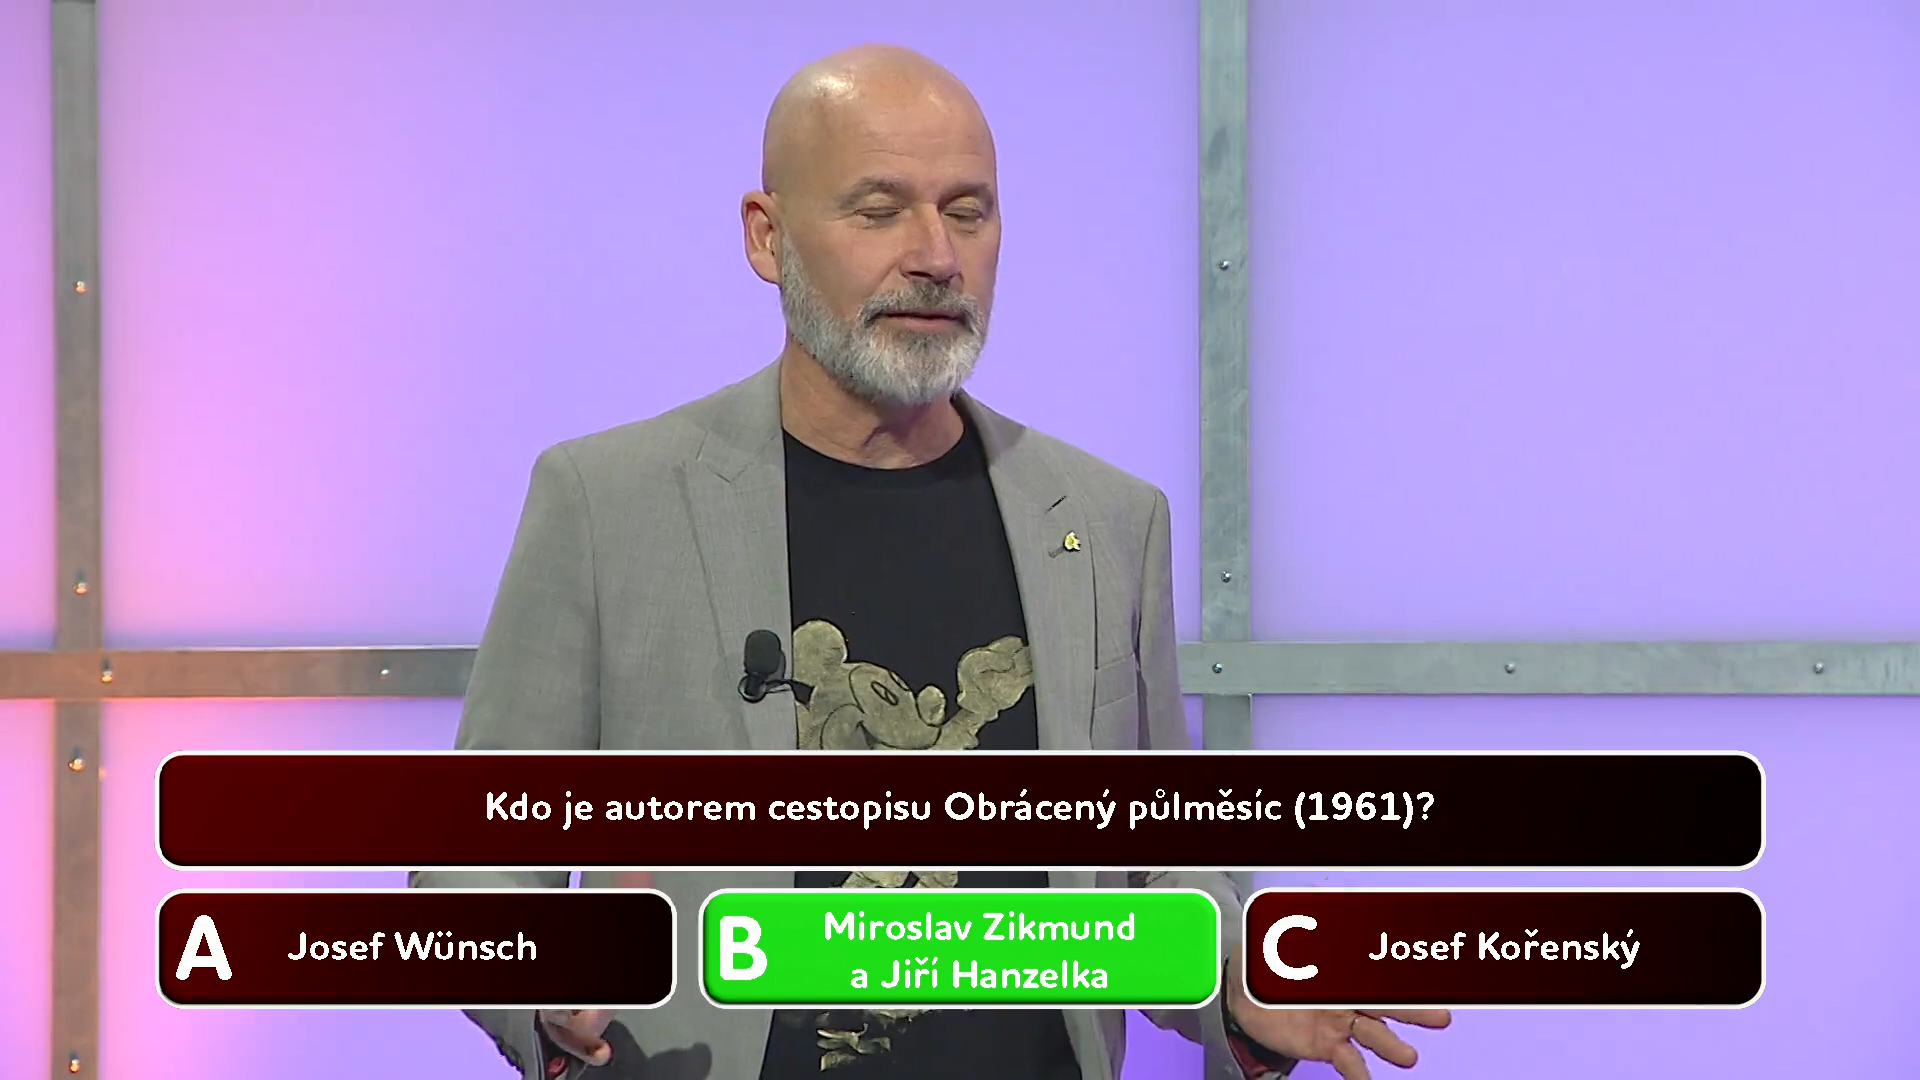 Kdo je autorem cestopisu Obrácený půlměsíc (1961)?
A Josef Wünsch
B Miroslav Zikmund
a Jiří Hanzelka
C Josef Kořenský